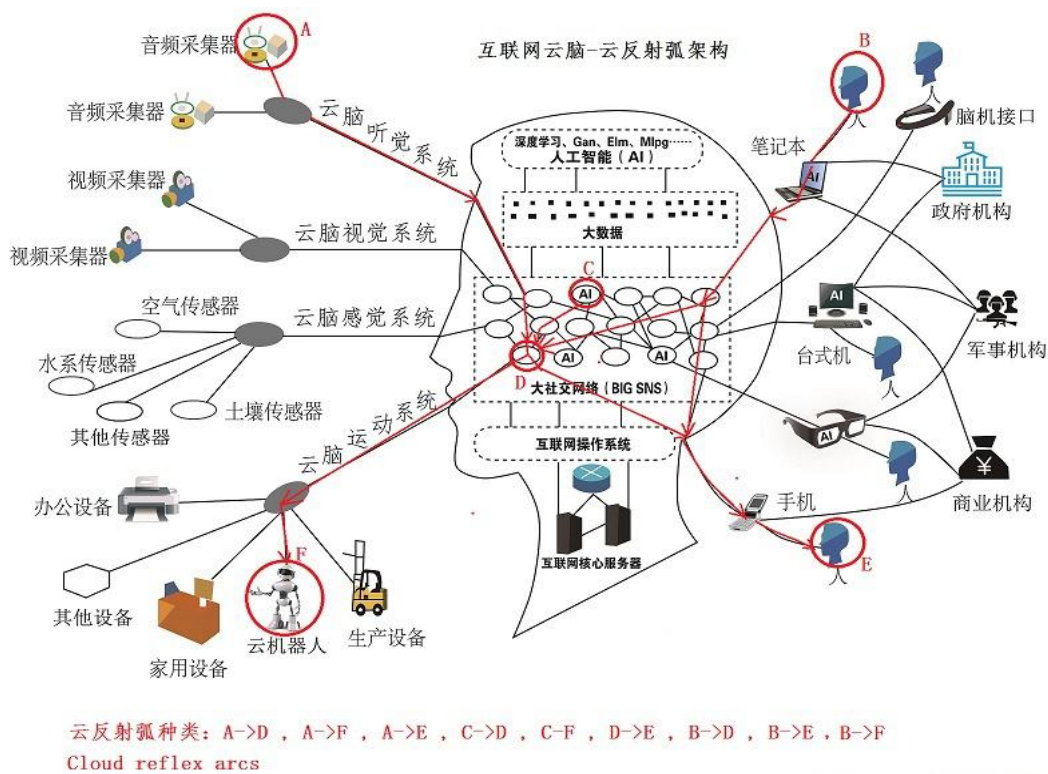 互联网云脑-云反射弧架构
音频采集器
A
音频采集器
云脑听觉系统
视频采集器
视频采集器
云脑视觉系统
空气传感器
云脑感觉系统
水系传感器
土壤传感器
其他传感器
云脑运动系统
办公设备
其他设备
家用设备
F
云机器人
生产设备
深度学习、Gan、Elm、Mlpg……
人工智能(AI)
大数据
C
AI
AI
AI
D
大社交网络(BIG SNS)
互联网操作系统
互联网核心服务器
B
人
人
脑机接口
笔记本
AI
政府机构
AI
台式机
人
军事机构
AI
人
商业机构
手机
E
人
云反射弧种类: A->D , A->F , A->E , C->D , C-F , D->E , B->D , B->E , B->F
Cloud reflex arcs